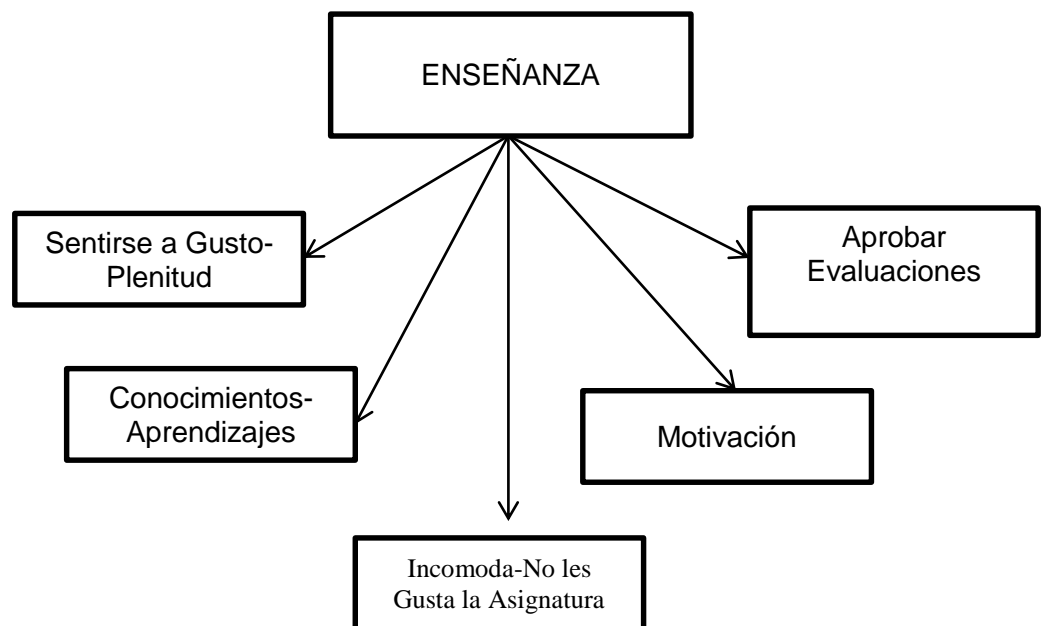 ENSEÑANZA
Sentirse a Gusto-
Plenitud
Aprobar
Evaluaciones
Conocimientos-
Aprendizajes
Motivación
Incomoda-No les
Gusta la Asignatura